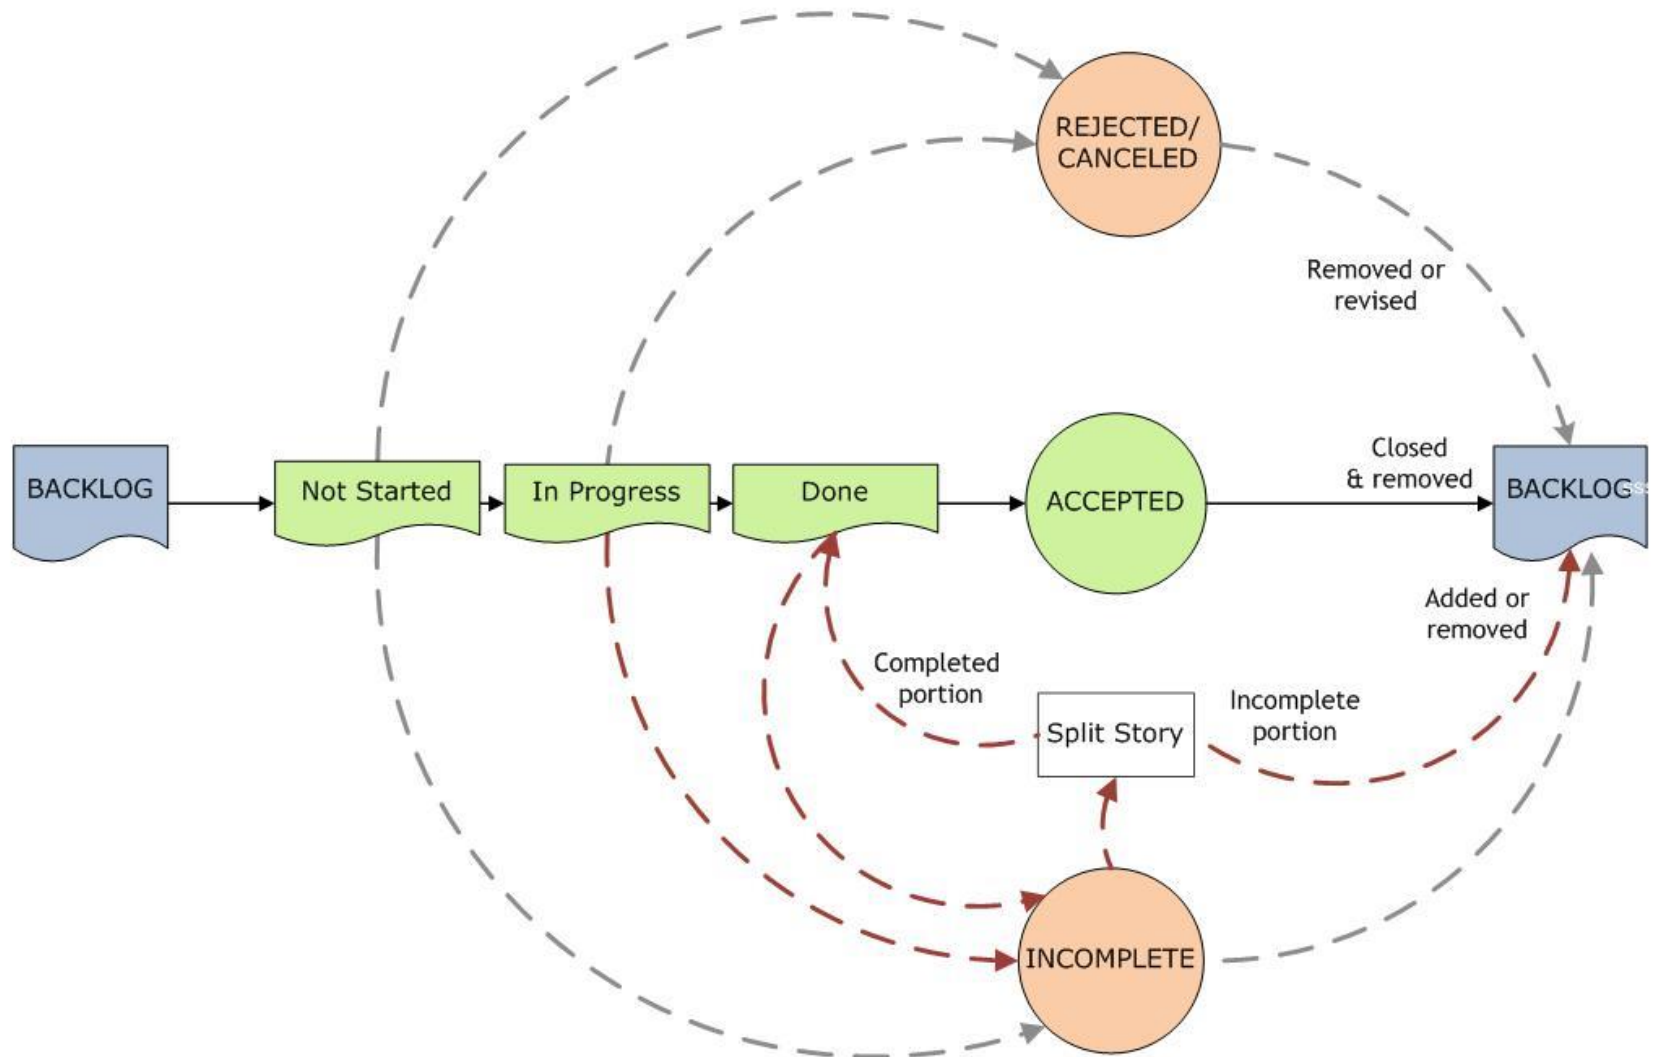 REJECTED/
CANCELED
Removed or
revised
BACKLOG
Not Started
In Progress
Done
ACCEPTED
Closed
& removed
BACKLOG
Added or
removed
Completed
portion
Split Story
Incomplete
portion
INCOMPLETE